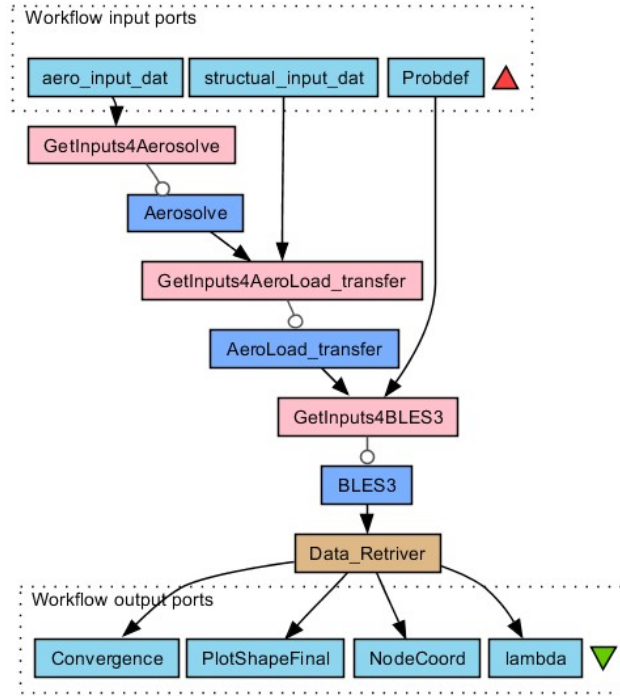 Workflow input ports
aero_input_dat
structual_input_dat
Probdef
GetInputs4Aerosolve
Aerosolve
GetInputs4AeroLoad_transfer
AeroLoad_transfer
GetInputs4BLES3
BLES3
Data_Retriver
Workflow output ports
Convergence
PlotShapeFinal
NodeCoord
lambda